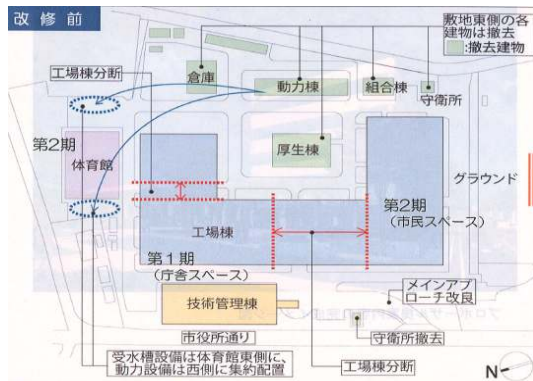 改修前
敷地東側の各
建物は撤去
:撤去建物
工場棟分断
倉庫
動力棟
組合棟
守衛所
第2期
体育館
厚生棟
グラウンド
第2期
(市民スペース)
工場棟
第1期
(庁舎スペース)
メインアプ
ローチ改良
技術管理棟
市役所通り
守衛所撤去
受水槽設備は体育館東側に、
動力設備は西側に集約配置
工場棟分断
N